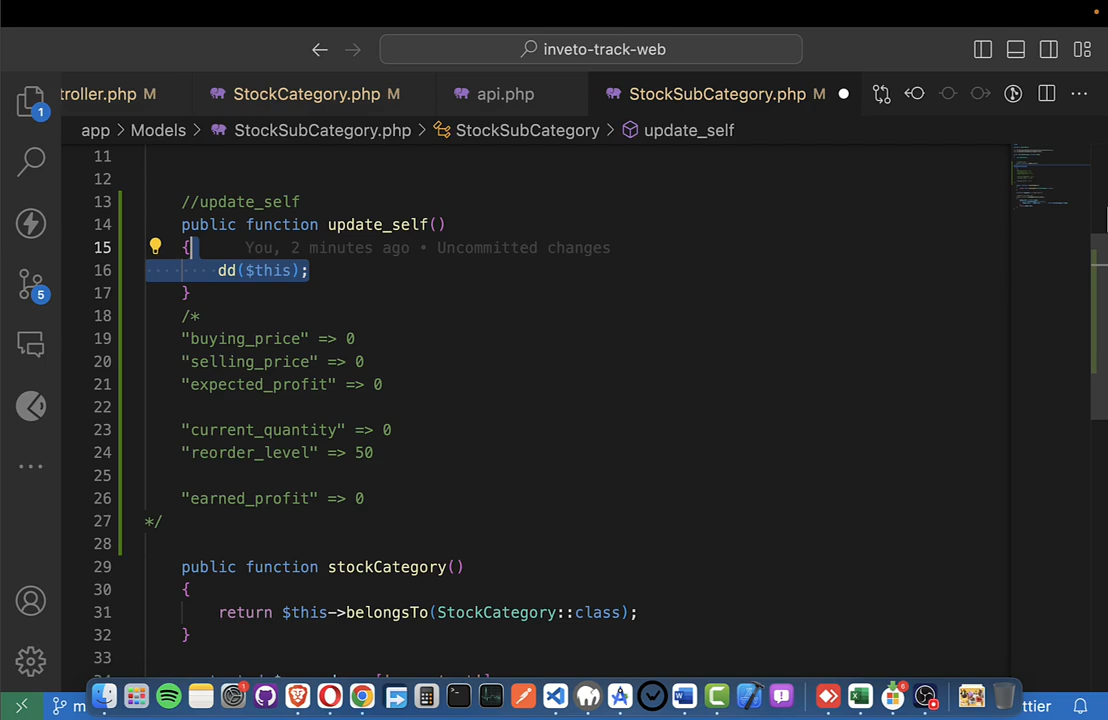 inveto-track-web
troller.php M
StockCategory.php M
api.php
StockSubCategory.php M
app > Models > StockSubCategory.php > StockSubCategory > update_self
1
5
11
12
13 //update_self
14 public function update_self()
15 { You, 2 minutes ago • Uncommitted changes
16 dd($this);
17 }
18 /*
19 "buying_price" => 0
20 "selling_price" => 0
21 "expected_profit" => 0
22
23 "current_quantity" => 0
24 "reorder_level" => 50
25
26 "earned_profit" => 0
27 */
28
29 public function stockCategory()
30 {
31 return $this->belongsTo(StockCategory::class);
32 }
33
m
1
6
ttier